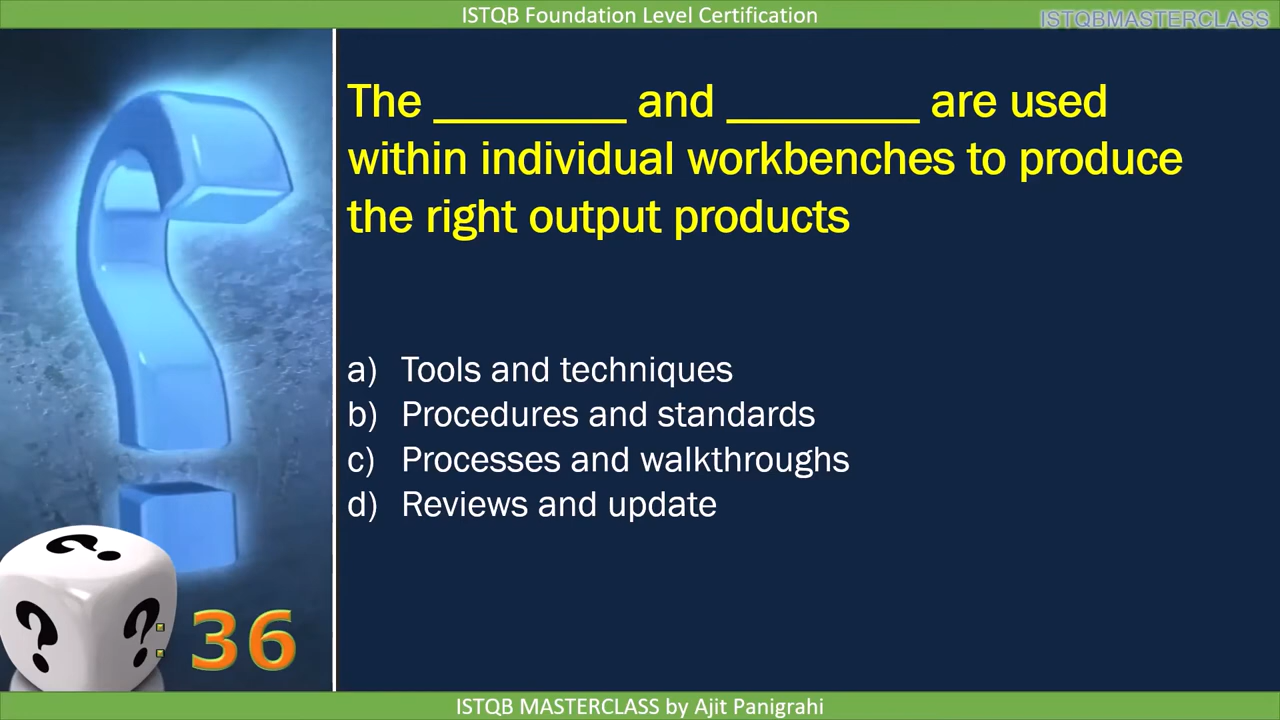 ISTQB Foundation Level Certification
ISTQBMASTERCLASS
The ________ and ________ are used
within individual workbenches to produce
the right output products
a) Tools and techniques
b) Procedures and standards
c) Processes and walkthroughs
d) Reviews and update
? ? ?
: 36
ISTQB MASTERCLASS by Ajit Panigrahi